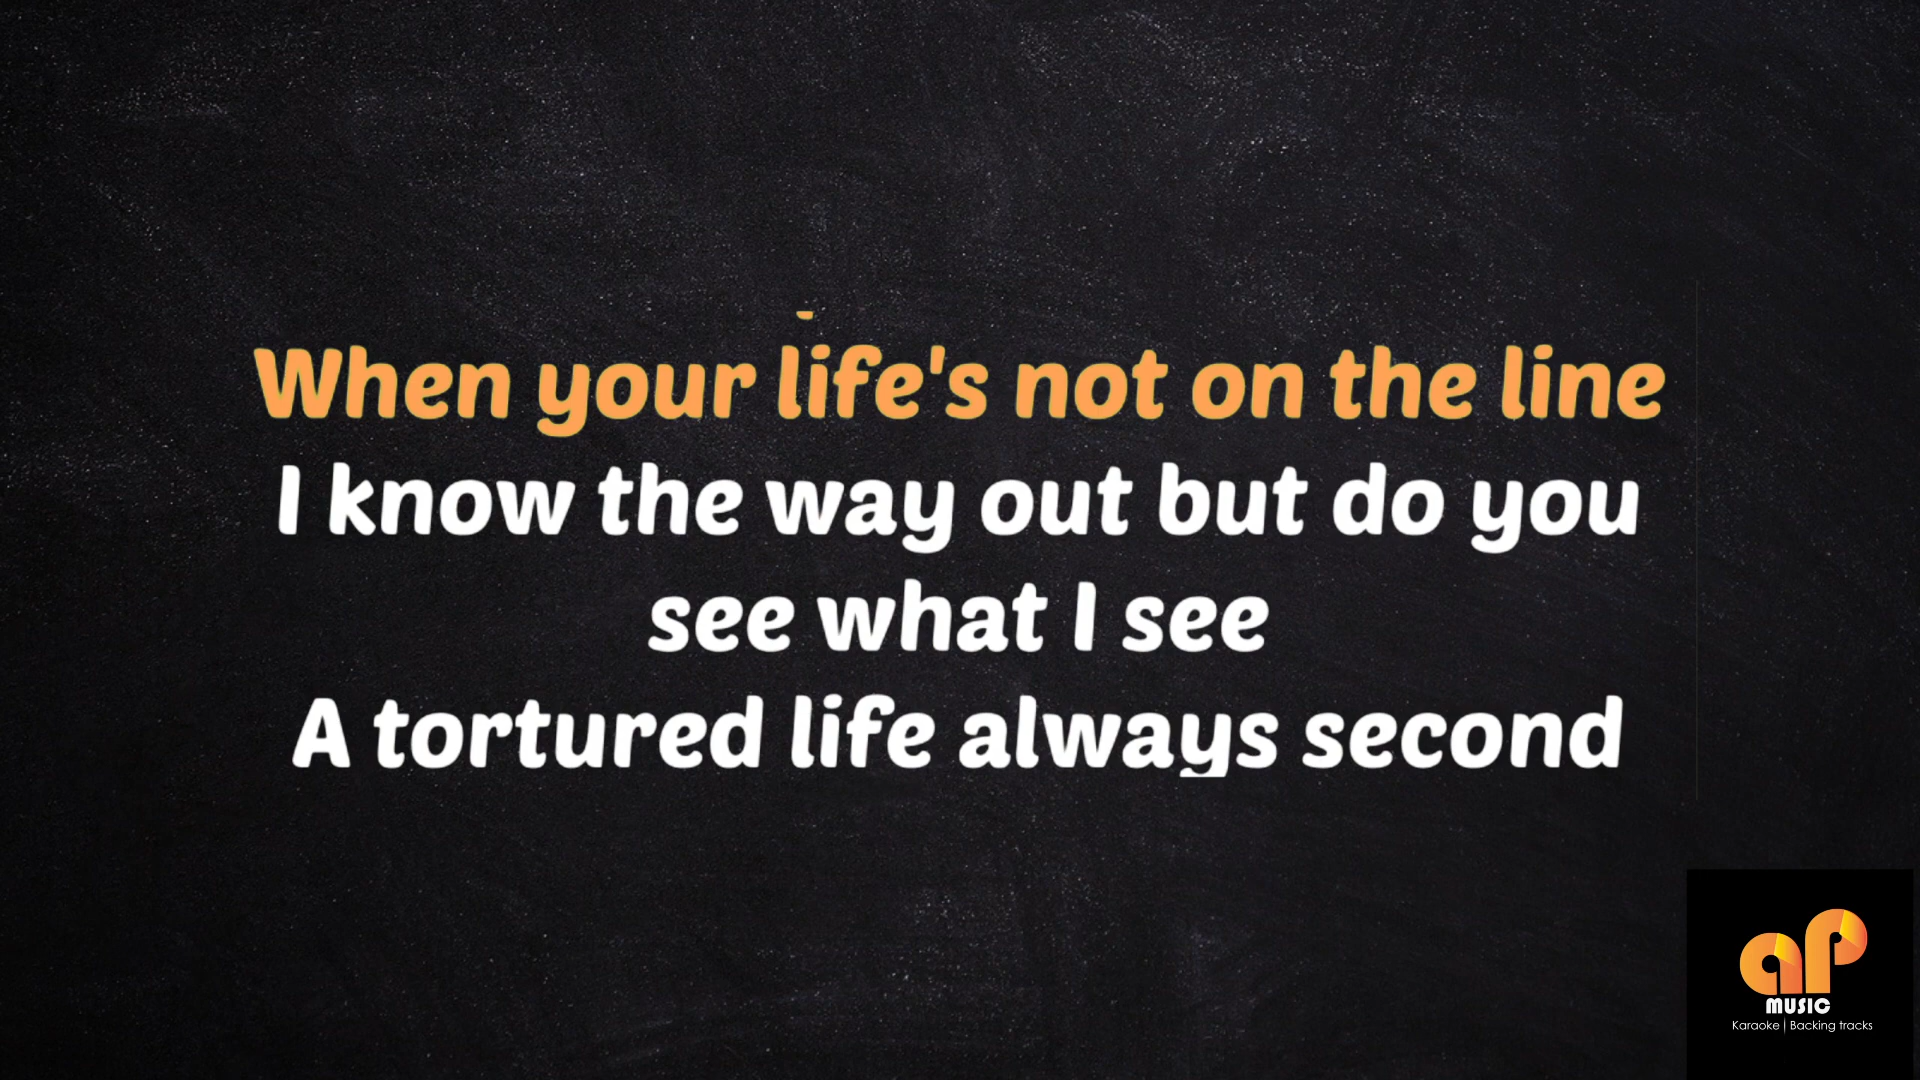 When your life's not on the line
I know the way out but do you
see what I see
A tortured life always second
aP
MUSIC
Karaoke | Backing tracks